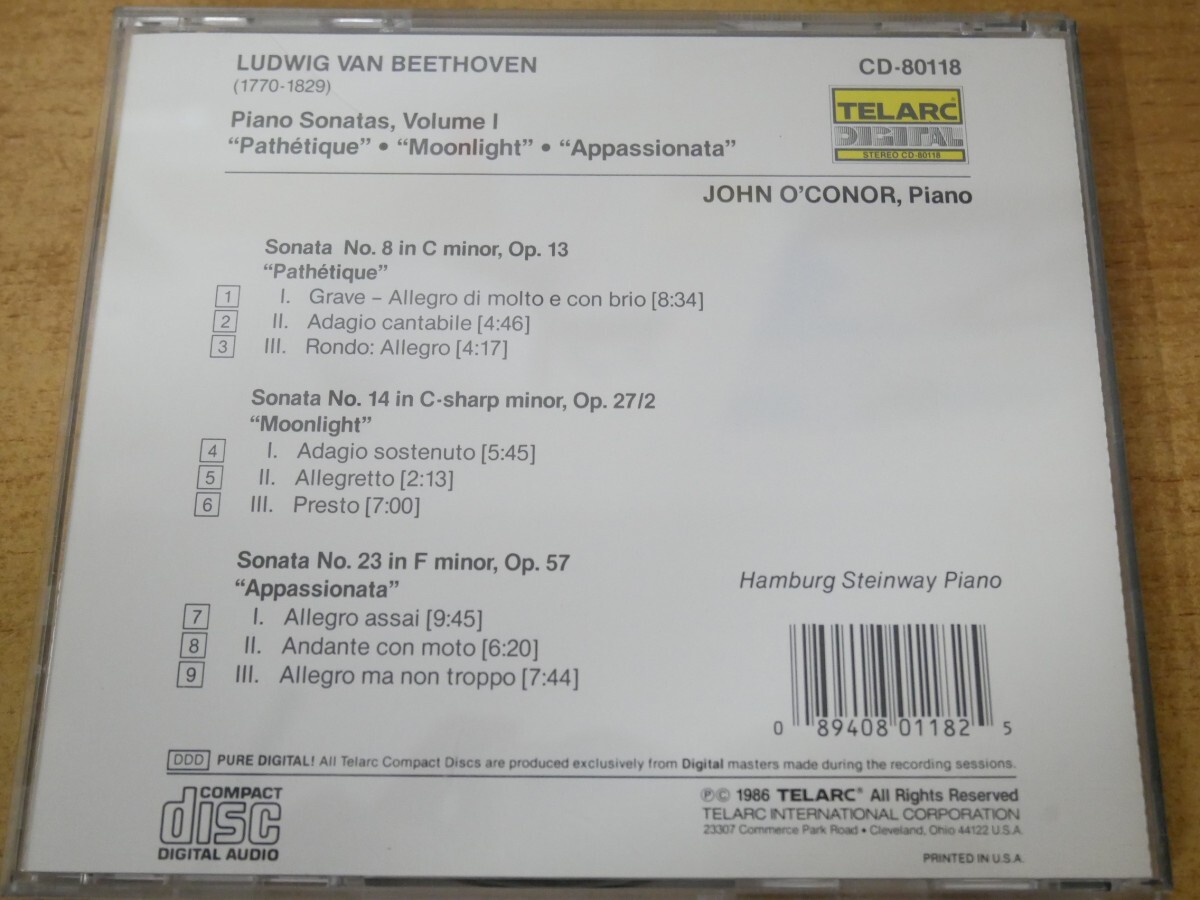 LUDWIG VAN BEETHOVEN
(1770-1829)
Piano Sonatas, Volume I
“Pathétique” • “Moonlight” • “Appassionata”
CD-80118
TELARC
DIGITAL
STEREO CD-80118
JOHN O’CONOR, Piano
Sonata No. 8 in C minor, Op. 13
“Pathétique”
1 I. Grave – Allegro di molto e con brio [8:34]
2 II. Adagio cantabile [4:46]
3 III. Rondo: Allegro [4:17]
Sonata No. 14 in C-sharp minor, Op. 27/2
“Moonlight”
4 I. Adagio sostenuto [5:45]
5 II. Allegretto [2:13]
6 III. Presto [7:00]
Sonata No. 23 in F minor, Op. 57
“Appassionata”
7 I. Allegro assai [9:45]
8 II. Andante con moto [6:20]
9 III. Allegro ma non troppo [7:44]
Hamburg Steinway Piano
0 89408 01182 5
DDD PURE DIGITAL! All Telarc Compact Discs are produced exclusively from Digital masters made during the recording sessions.
COMPACT
disc
DIGITAL AUDIO
℗© 1986 TELARC® All Rights Reserved
TELARC INTERNATIONAL CORPORATION
23307 Commerce Park Road • Cleveland, Ohio 44122 U.S.A.
PRINTED IN U.S.A.